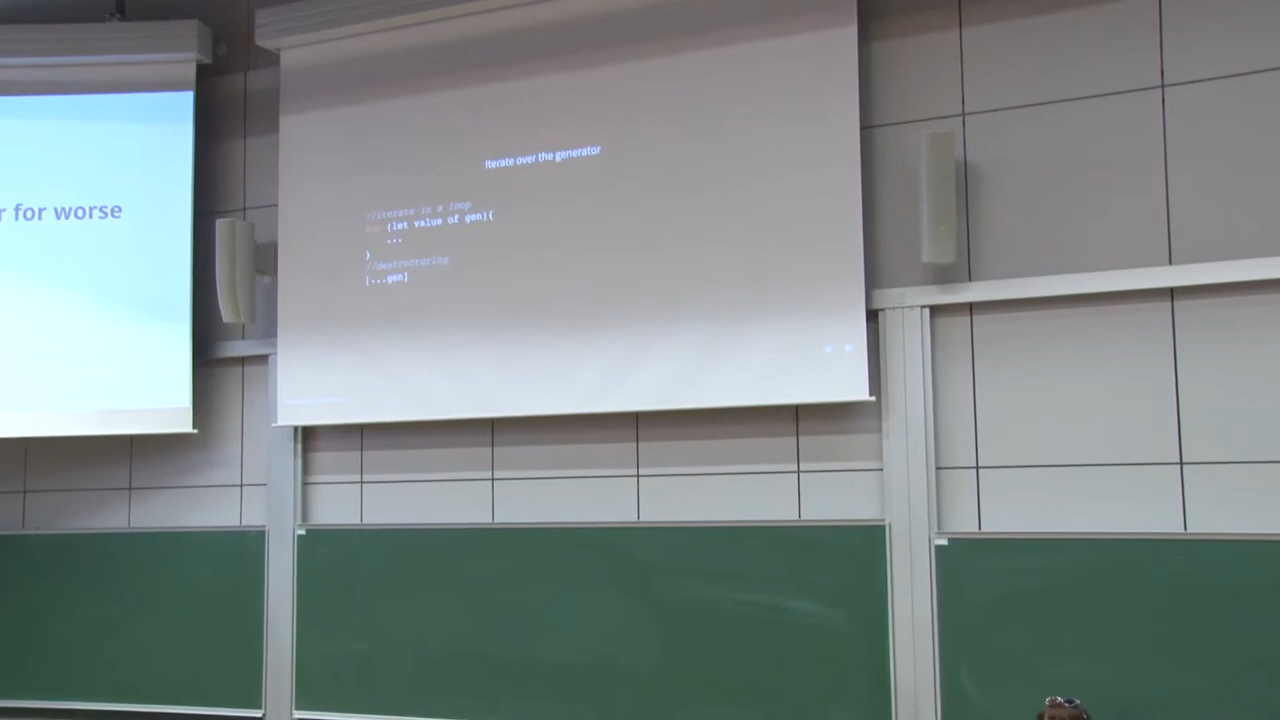 r for worse
Iterate over the generator
//iterate in a loop
for (let value of gen){
...
}
//destructuring
[...gen]